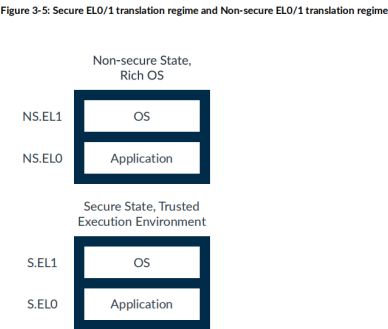 Figure 3-5: Secure EL0/1 translation regime and Non-secure EL0/1 translation regime
Non-secure State,
Rich OS
NS.EL1 OS
NS.EL0 Application
Secure State, Trusted
Execution Environment
S.EL1 OS
S.EL0 Application